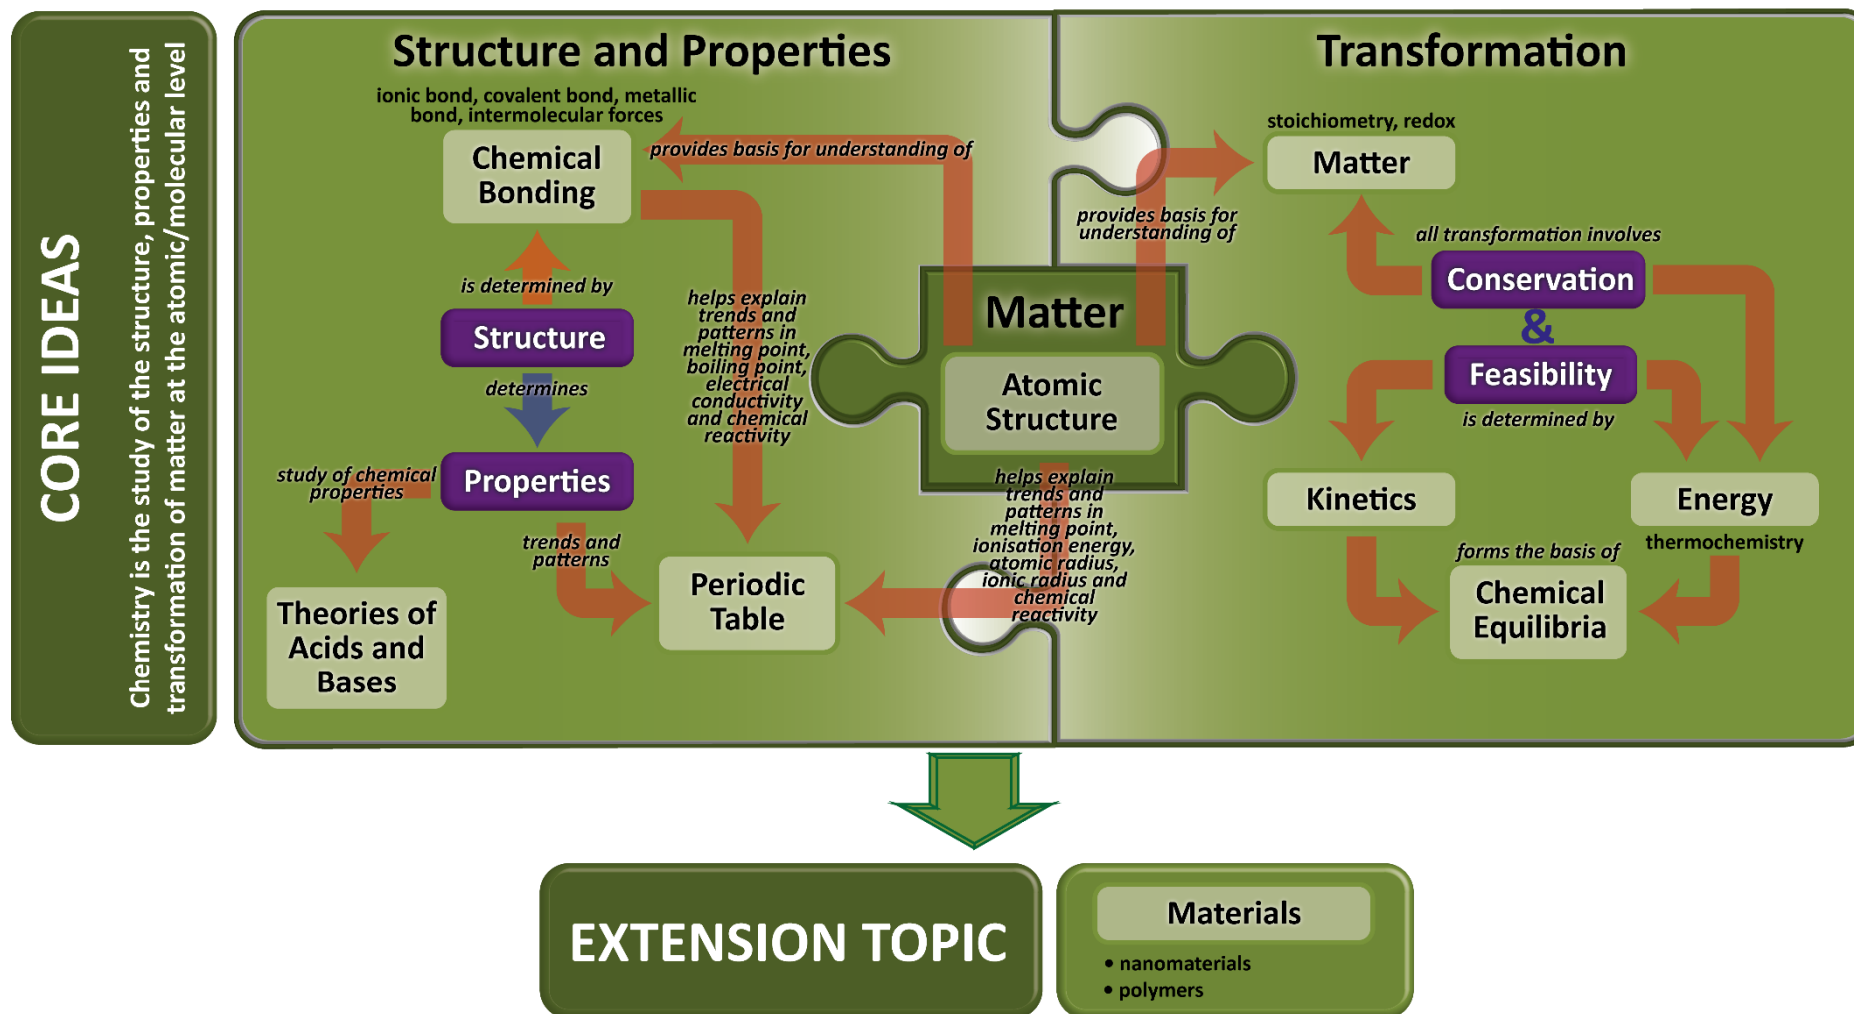 CORE IDEAS
Chemistry is the study of the structure, properties and
transformation of matter at the atomic/molecular level
Structure and Properties
ionic bond, covalent bond, metallic
bond, intermolecular forces
Chemical
Bonding
provides basis for understanding of
is determined by
Structure
determines
Properties
study of chemical
properties
Theories of
Acids and
Bases
trends and
patterns
helps explain
trends and
patterns in
melting point,
boiling point,
electrical
conductivity
and chemical
reactivity
Periodic
Table
Matter
Atomic
Structure
helps explain
trends and
patterns in
melting point,
ionisation energy,
atomic radius,
ionic radius and
chemical
reactivity
Transformation
stoichiometry, redox
Matter
provides basis for
understanding of
all transformation involves
Conservation
&
Feasibility
is determined by
Kinetics
Energy
thermochemistry
forms the basis of
Chemical
Equilibria
EXTENSION TOPIC
Materials
• nanomaterials
• polymers